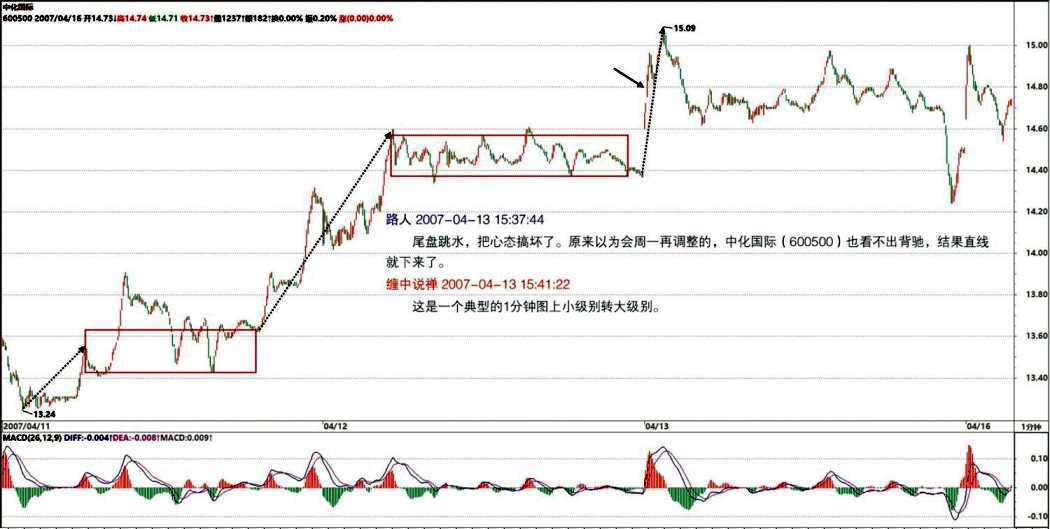 中化国际
600500 2007/04/16 开14.73↓高14.74 低14.71 收14.73↑量1237↑额182↑换0.00% 振0.20% 涨(0.00)0.00%
15.09
15.00
14.80
14.60
14.40
14.20
14.00
13.80
13.60
13.40
路人 2007-04-13 15:37:44
尾盘跳水，把心态搞坏了。原来以为会周一再调整的，中化国际（600500）也看不出背驰，结果直线
就下来了。
缠中说禅 2007-04-13 15:41:22
这是一个典型的1分钟图上小级别转大级别。
13.24
2007/04/11 04/12 04/13 04/16 1分钟
MACD(26,12,9) DIFF:-0.004↑DEA:-0.008↑MACD:0.009↑
0.10
0.00
-0.10